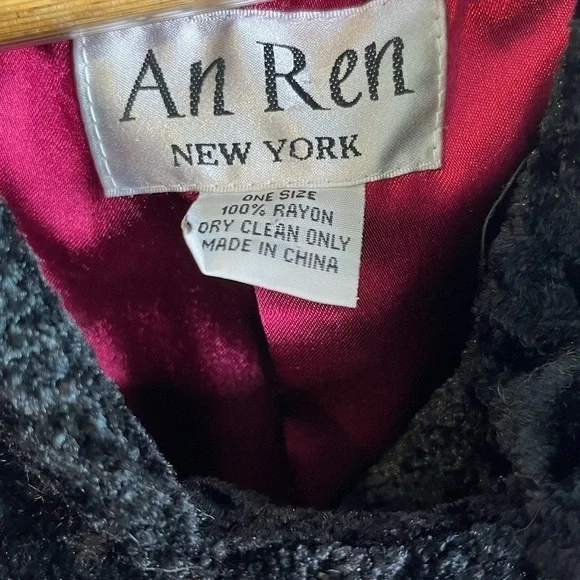 An Ren
NEW YORK
ONE SIZE
100% RAYON
DRY CLEAN ONLY
MADE IN CHINA